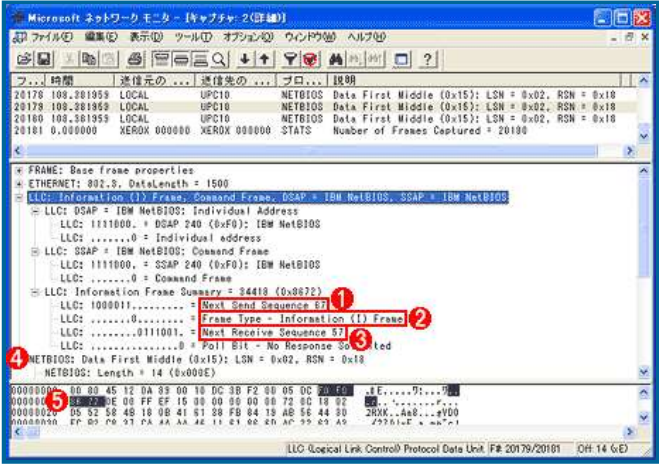 Microsoft ネットワーク モニタ - [キャプチャ: 2(詳細)]
ファイル(F) 編集(E) 表示(D) ツール(T) オプション(O) ウィンドウ(W) ヘルプ(H)
フ... 時間 送信元の ... 送信先の ... プロ... 説明
20178 108.381959 LOCAL UPC10 NETBIOS Data First Middle (0x15): LSN = 0x02, RSN = 0x18
20179 108.381959 LOCAL UPC10 NETBIOS Data First Middle (0x15): LSN = 0x02, RSN = 0x18
20180 108.381959 LOCAL UPC10 NETBIOS Data First Middle (0x15): LSN = 0x02, RSN = 0x18
20181 0.000000 XEROX 000000 XEROX 000000 STATS Number of Frames Captured = 20180
FRAME: Base frame properties
ETHERNET: 802.3, DataLength = 1500
LLC: Information (I) Frame, Command Frame, DSAP = IBM NetBIOS, SSAP = IBM NetBIOS
LLC: DSAP = IBM NetBIOS: Individual Address
LLC: 1111000. = DSAP 240 (0xF0): IBM NetBIOS
LLC: .......0 = Individual address
LLC: SSAP = IBM NetBIOS: Command Frame
LLC: 1111000. = SSAP 240 (0xF0): IBM NetBIOS
LLC: .......0 = Command Frame
LLC: Information Frame Summary = 34418 (0x8672)
LLC: 1000011......... = Next Send Sequence 67 1
LLC: .......0........ = Frame Type - Information (I) Frame 2
LLC: ........0111001. = Next Receive Sequence 57
LLC: ...............0 = Poll Bit - No Response 3
4 NETBIOS: Data First Middle (0x15): LSN = 0x02, RSN = 0x18
NETBIOS: Length = 14 (0x000E)
5
LLC (Logical Link Control) Protocol Data Unit F#: 20179/20181 Off: 14 (xE)